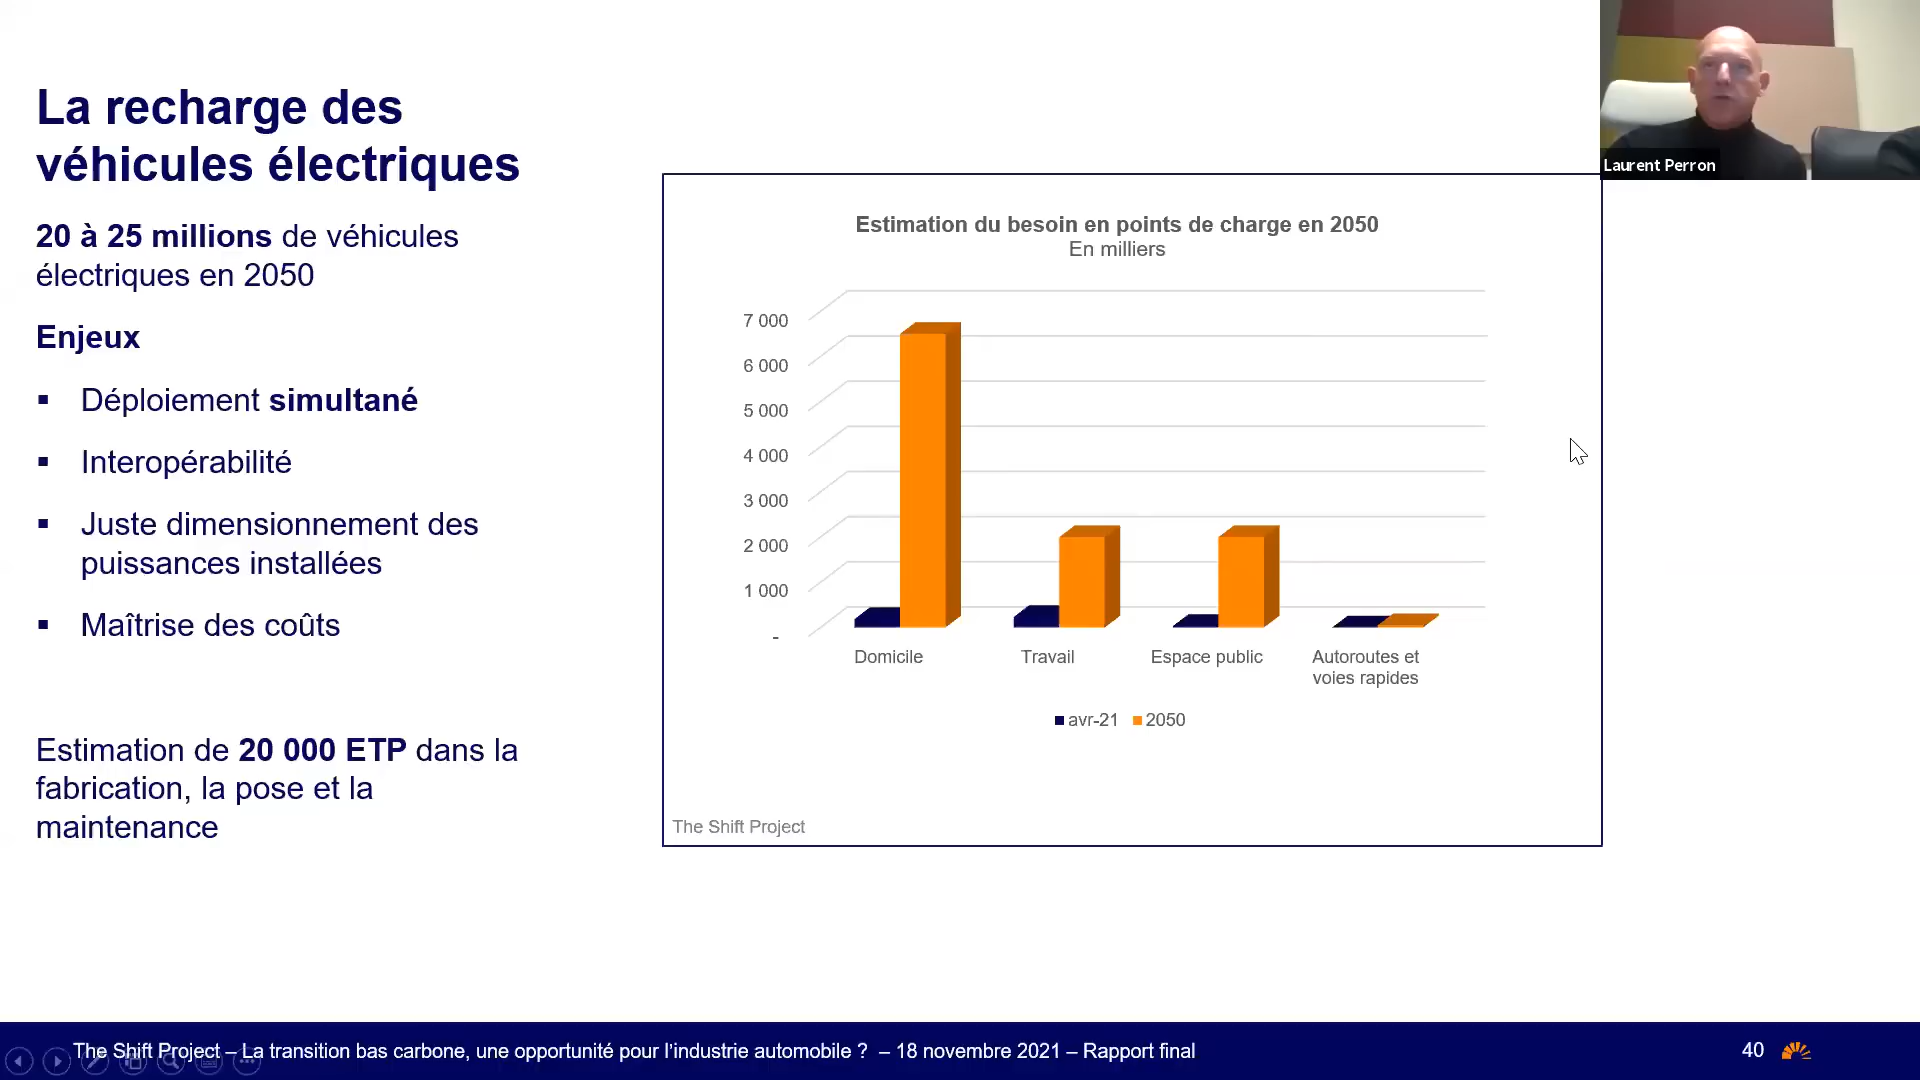 La recharge des
véhicules électriques
20 à 25 millions de véhicules
électriques en 2050
Enjeux
▪ Déploiement simultané
▪ Interopérabilité
▪ Juste dimensionnement des
puissances installées
▪ Maîtrise des coûts
Estimation de 20 000 ETP dans la
fabrication, la pose et la
maintenance
Laurent Perron
Estimation du besoin en points de charge en 2050
En milliers
7 000
6 000
5 000
4 000
3 000
2 000
1 000
-
Domicile
Travail
Espace public
Autoroutes et
voies rapides
avr-21
2050
The Shift Project
The Shift Project – La transition bas carbone, une opportunité pour l’industrie automobile ? – 18 novembre 2021 – Rapport final
40